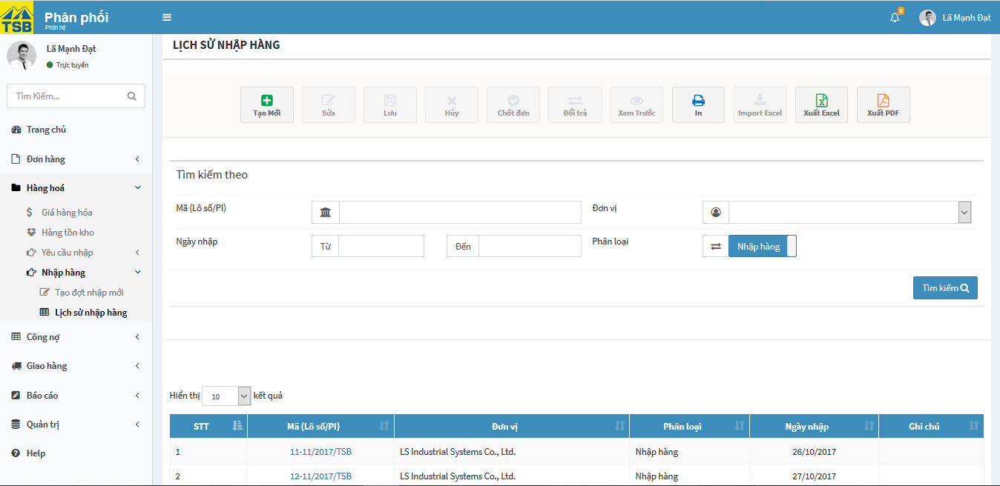 TSB
Phân phối
Phân hệ
5
Lã Mạnh Đạt
Lã Mạnh Đạt
Trực tuyến
Tìm Kiếm...
Trang chủ
Đơn hàng
Hàng hoá
Giá hàng hóa
Hàng tồn kho
Yêu cầu nhập
Nhập hàng
Tạo đợt nhập mới
Lịch sử nhập hàng
Công nợ
Giao hàng
Báo cáo
Quản trị
Help
LỊCH SỬ NHẬP HÀNG
Tạo Mới Sửa Lưu Hủy Chốt đơn Đổi trả Xem Trước In Import Excel Xuất Excel Xuất PDF
Tìm kiếm theo
Mã (Lô số/PI) Đơn vị
Ngày nhập Từ Đến Phân loại Nhập hàng
Tìm kiếm
Hiển thị 10 kết quả
STT Mã (Lô số/PI) Đơn vị Phân loại Ngày nhập Ghi chú
1 11-11/2017/TSB LS Industrial Systems Co., Ltd. Nhập hàng 26/10/2017
2 12-11/2017/TSB LS Industrial Systems Co., Ltd. Nhập hàng 27/10/2017